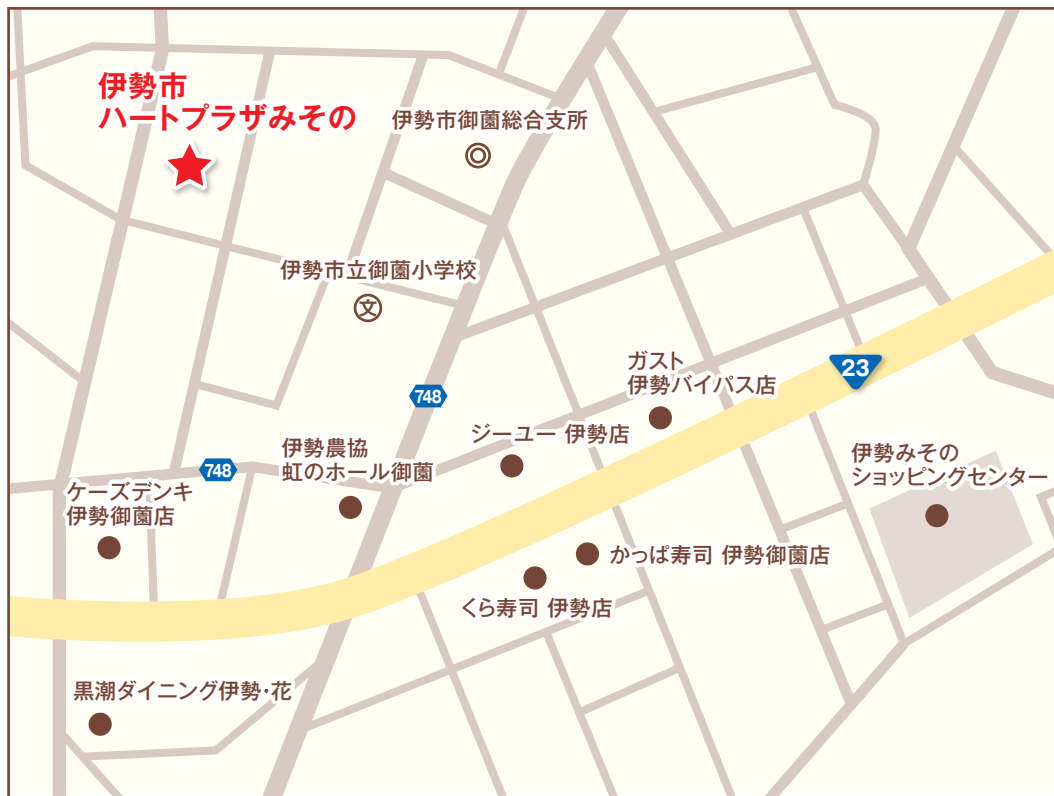 伊勢市
ハートプラザみその
伊勢市御薗総合支所
伊勢市立御薗小学校
文
23
ガスト
伊勢バイパス店
748
ジーユー 伊勢店
伊勢農協
虹のホール御薗
伊勢みその
ショッピングセンター
748
ケーズデンキ
伊勢御薗店
かっぱ寿司 伊勢御薗店
くら寿司 伊勢店
黒潮ダイニング伊勢・花